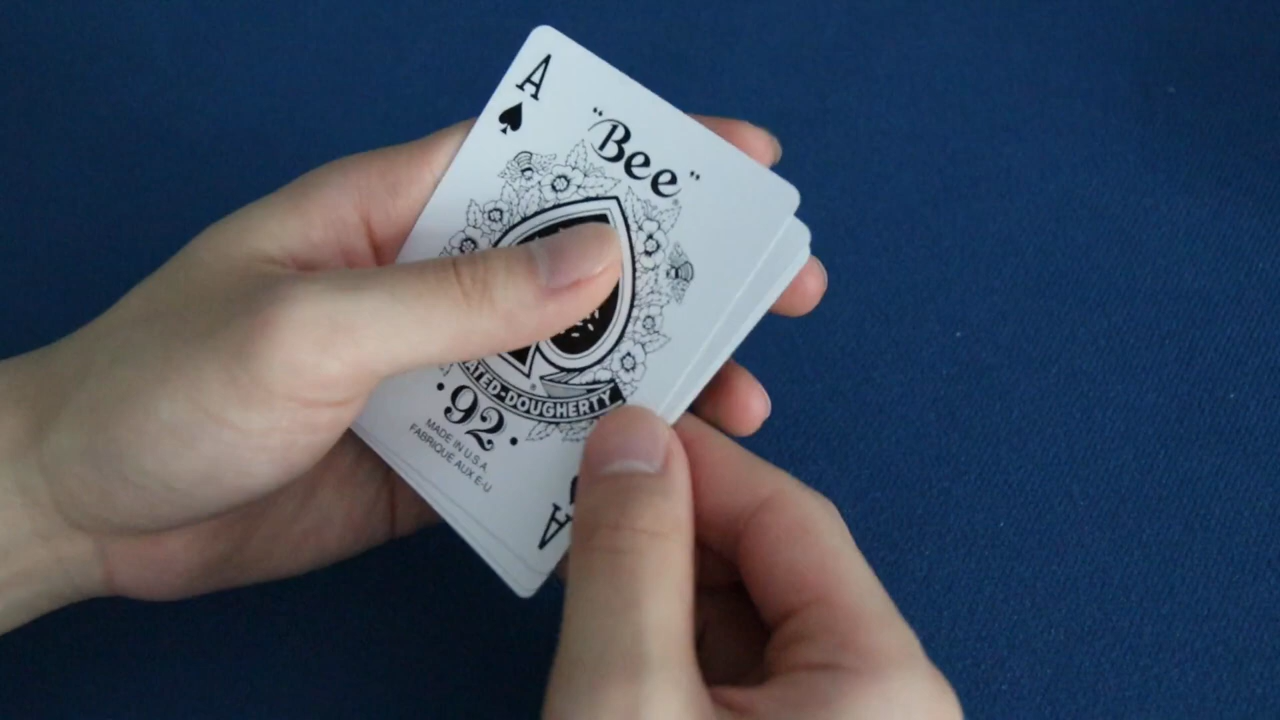 A
"Bee"
ATED-DOUGHERTY
92
MADE IN U.S.A.
FABRIQUE AUX E-U
A